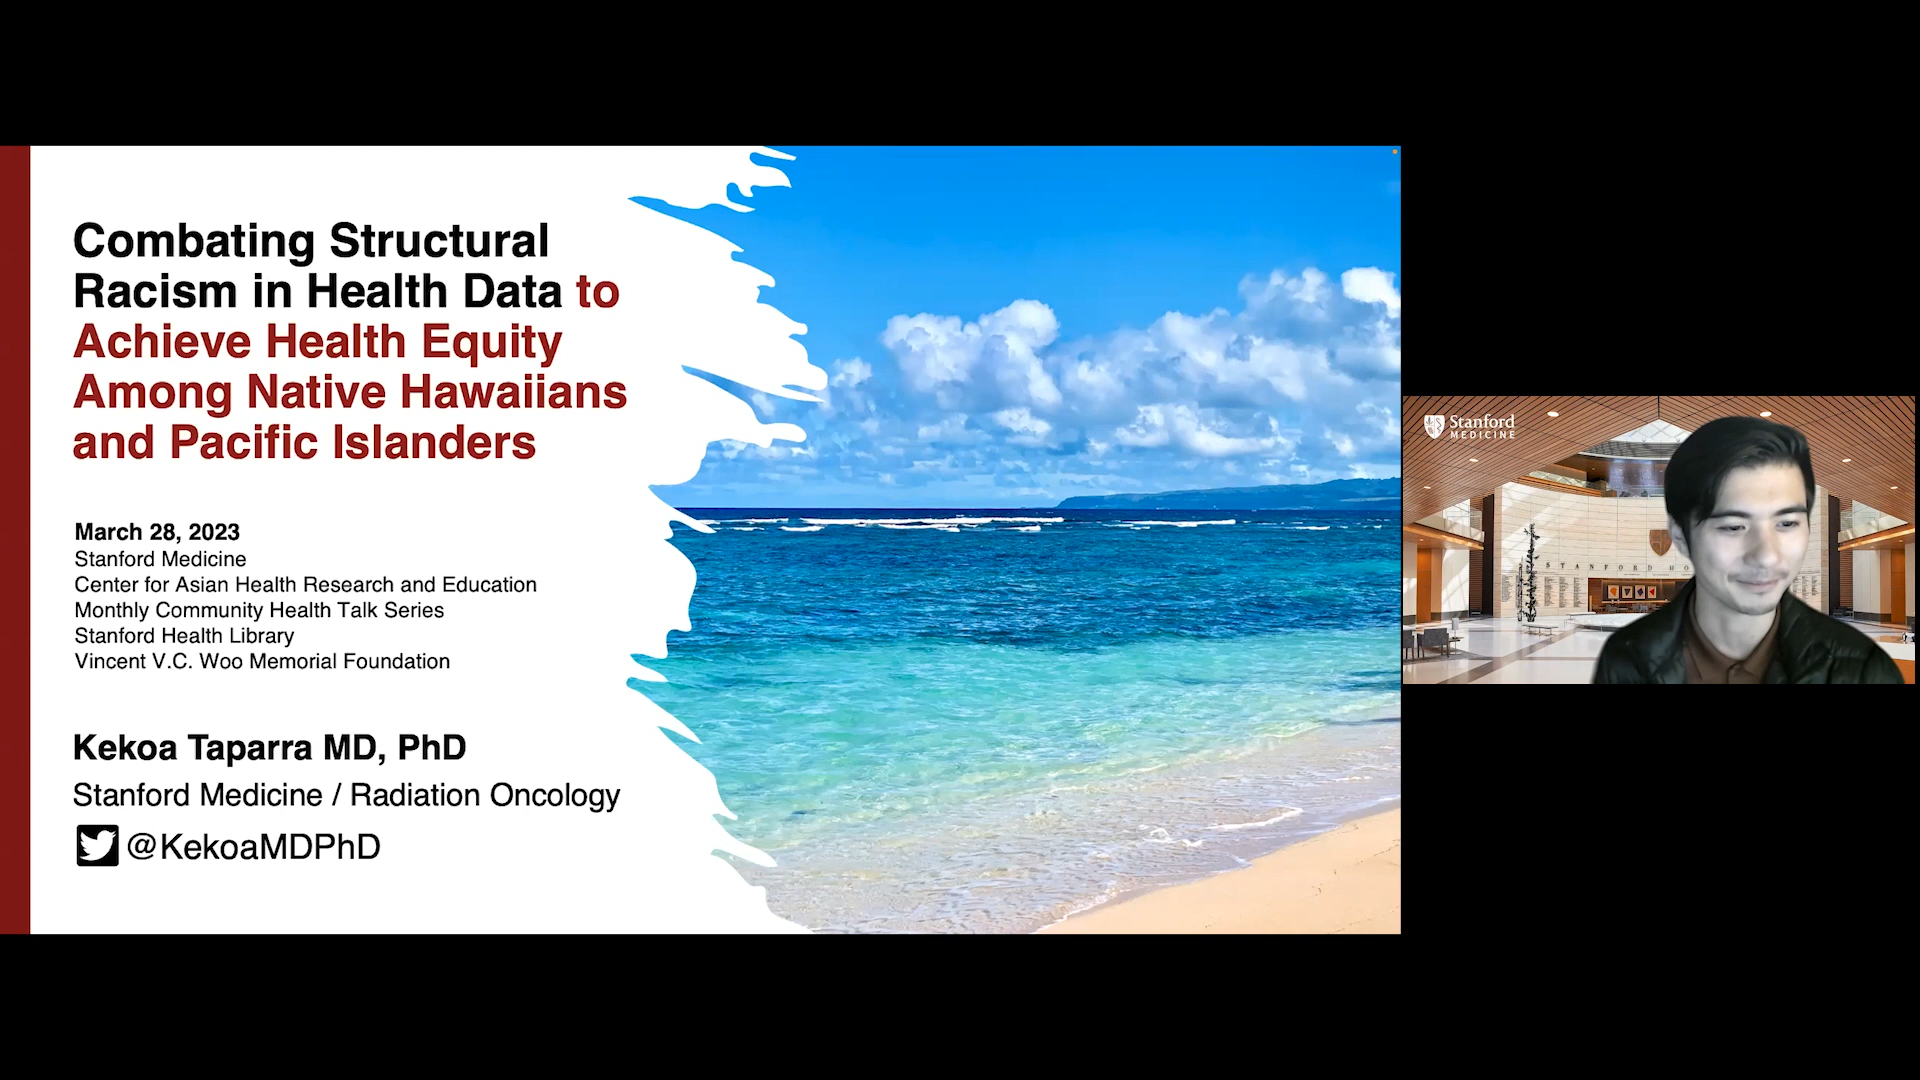 Combating Structural
Racism in Health Data to
Achieve Health Equity
Among Native Hawaiians
and Pacific Islanders
March 28, 2023
Stanford Medicine
Center for Asian Health Research and Education
Monthly Community Health Talk Series
Stanford Health Library
Vincent V.C. Woo Memorial Foundation
Kekoa Taparra MD, PhD
Stanford Medicine / Radiation Oncology
@KekoaMDPhD
Stanford
MEDICINE
STANFORD HO